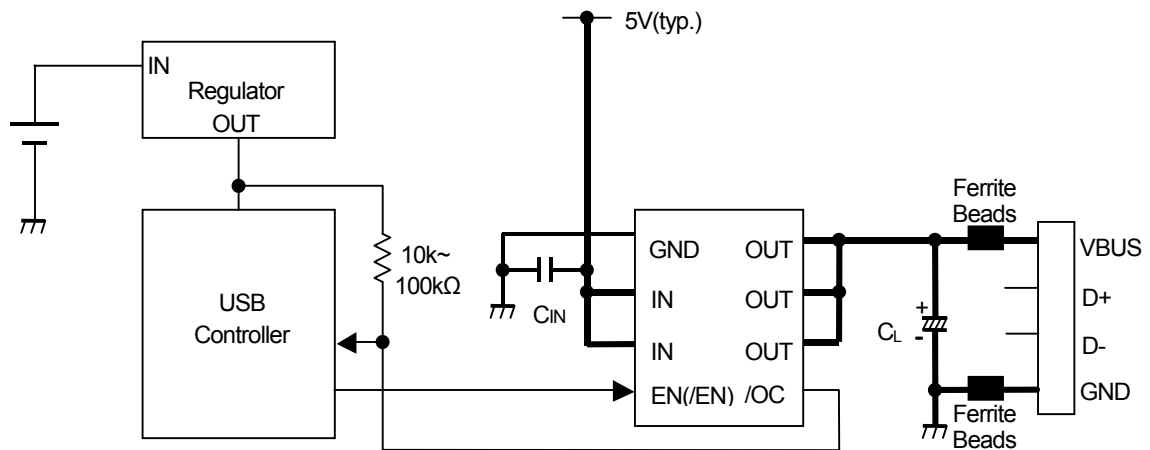 5V(typ.)
IN
Regulator
OUT
10k~
100kΩ
USB
Controller
CIN
GND OUT
IN OUT
IN OUT
EN(/EN) /OC
CL
+
-
Ferrite
Beads
VBUS
D+
D-
GND
Ferrite
Beads